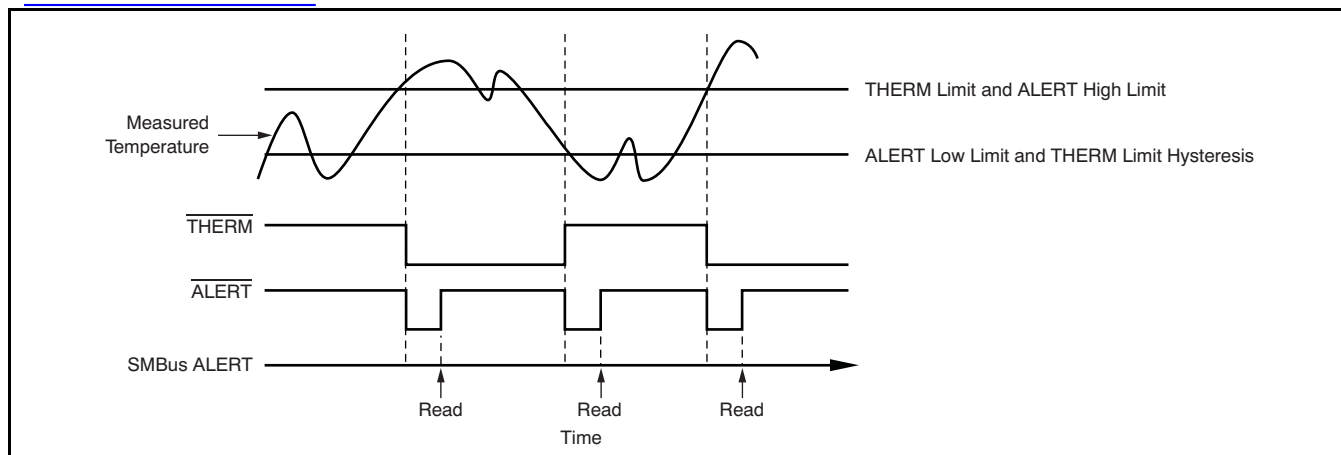 THERM Limit and ALERT High Limit
Measured
Temperature
ALERT Low Limit and THERM Limit Hysteresis
THERM
ALERT
SMBus ALERT
Read
Read
Read
Time